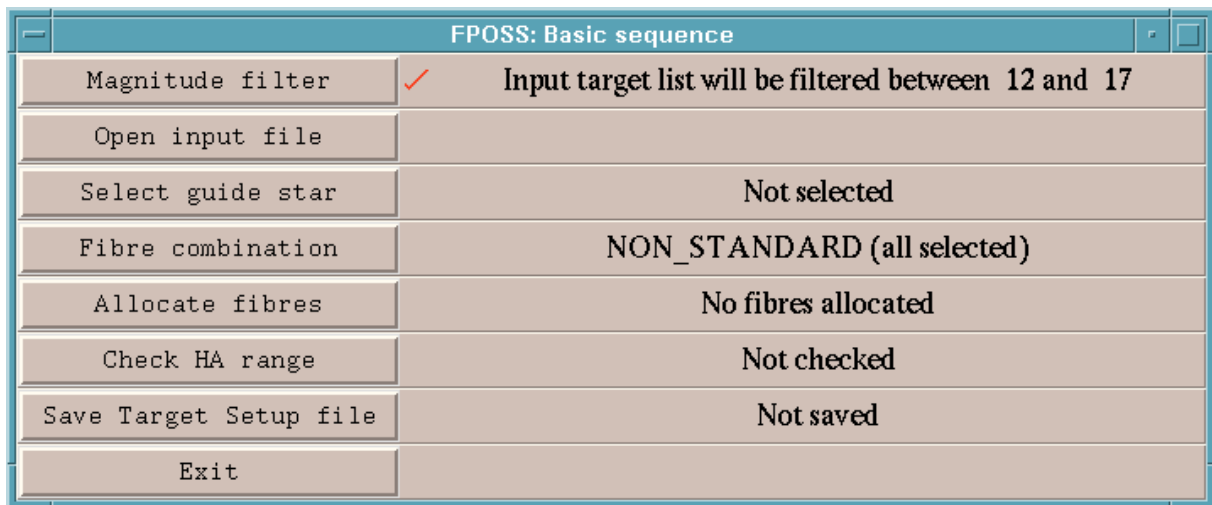 FPOSS: Basic sequence
Magnitude filter Input target list will be filtered between 12 and 17
Open input file
Select guide star Not selected
Fibre combination NON_STANDARD (all selected)
Allocate fibres No fibres allocated
Check HA range Not checked
Save Target Setup file Not saved
Exit